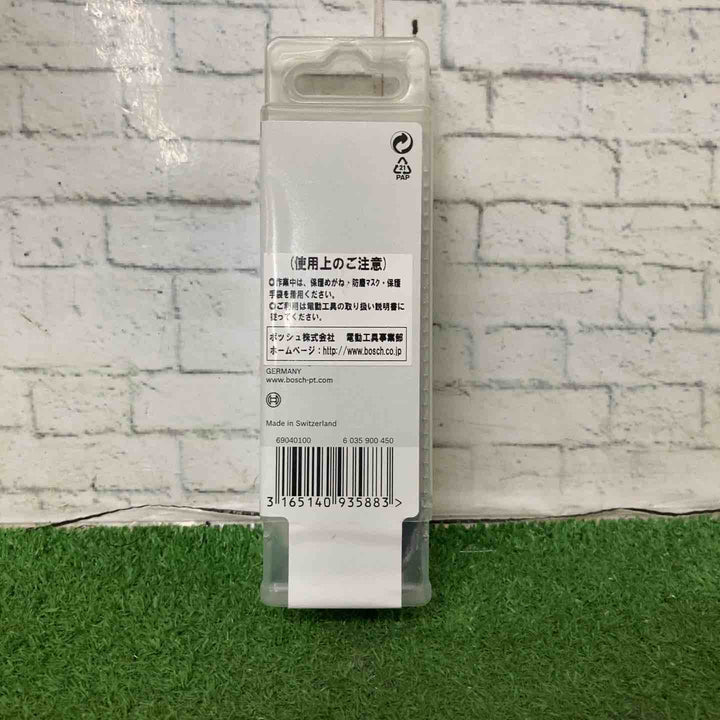 21
PAP
(使用上のご注意)
○作業中は、保護めがね・防塵マスク・保護
手袋を着用ください。
○ご利用は電動工具の取り扱い説明書に
従ってください。
ボッシュ株式会社 電動工具事業部
ホームページ:http://www.bosch.co.jp
GERMANY
www.bosch-pt.com
Made in Switzerland
69040100 6 035 900 450
3 165140 935883 >